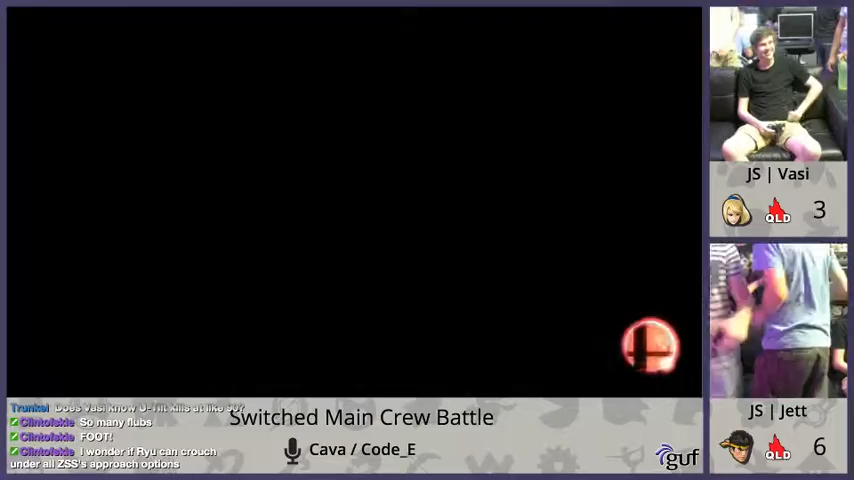 JS | Vasi
QLD 3
JS | Jett
QLD 6
Trunkel Does Vasi know U-Tilt kills at like 90?
Clintofskie So many flubs
Clintofskie FOOT!
Clintofskie I wonder if Ryu can crouch
under all ZSS's approach options
Switched Main Crew Battle
Cava / Code_E
guf